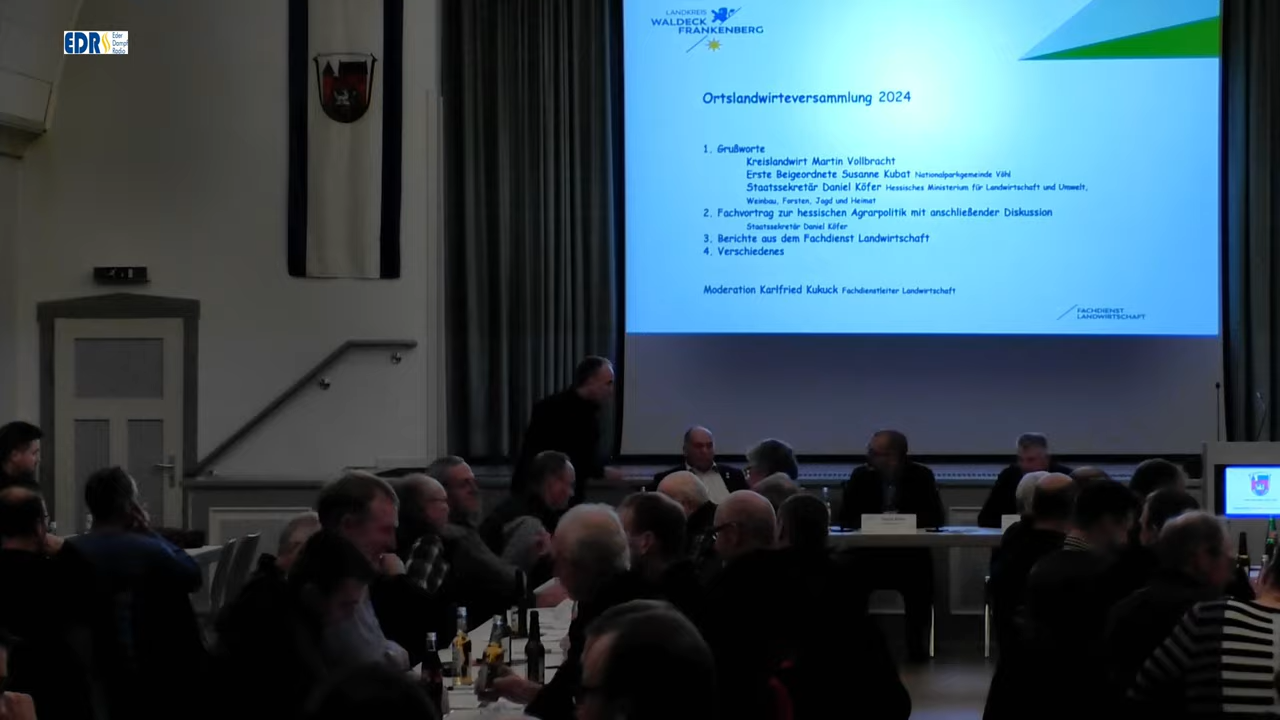 EDR Eder
Dampf
Radio
LANDKREIS
WALDECK
FRANKENBERG
Ortslandwirteversammlung 2024
1. Grußworte
Kreislandwirt Martin Vollbracht
Erste Beigeordnete Susanne Kubat Nationalparkgemeinde Vöhl
Staatssekretär Daniel Köfer Hessisches Ministerium für Landwirtschaft und Umwelt,
Weinbau, Forsten, Jagd und Heimat
2. Fachvortrag zur hessischen Agrarpolitik mit anschließender Diskussion
Staatssekretär Daniel Köfer
3. Berichte aus dem Fachdienst Landwirtschaft
4. Verschiedenes
Moderation Karlfried Kukuck Fachdienstleiter Landwirtschaft
FACHDIENST
LANDWIRTSCHAFT